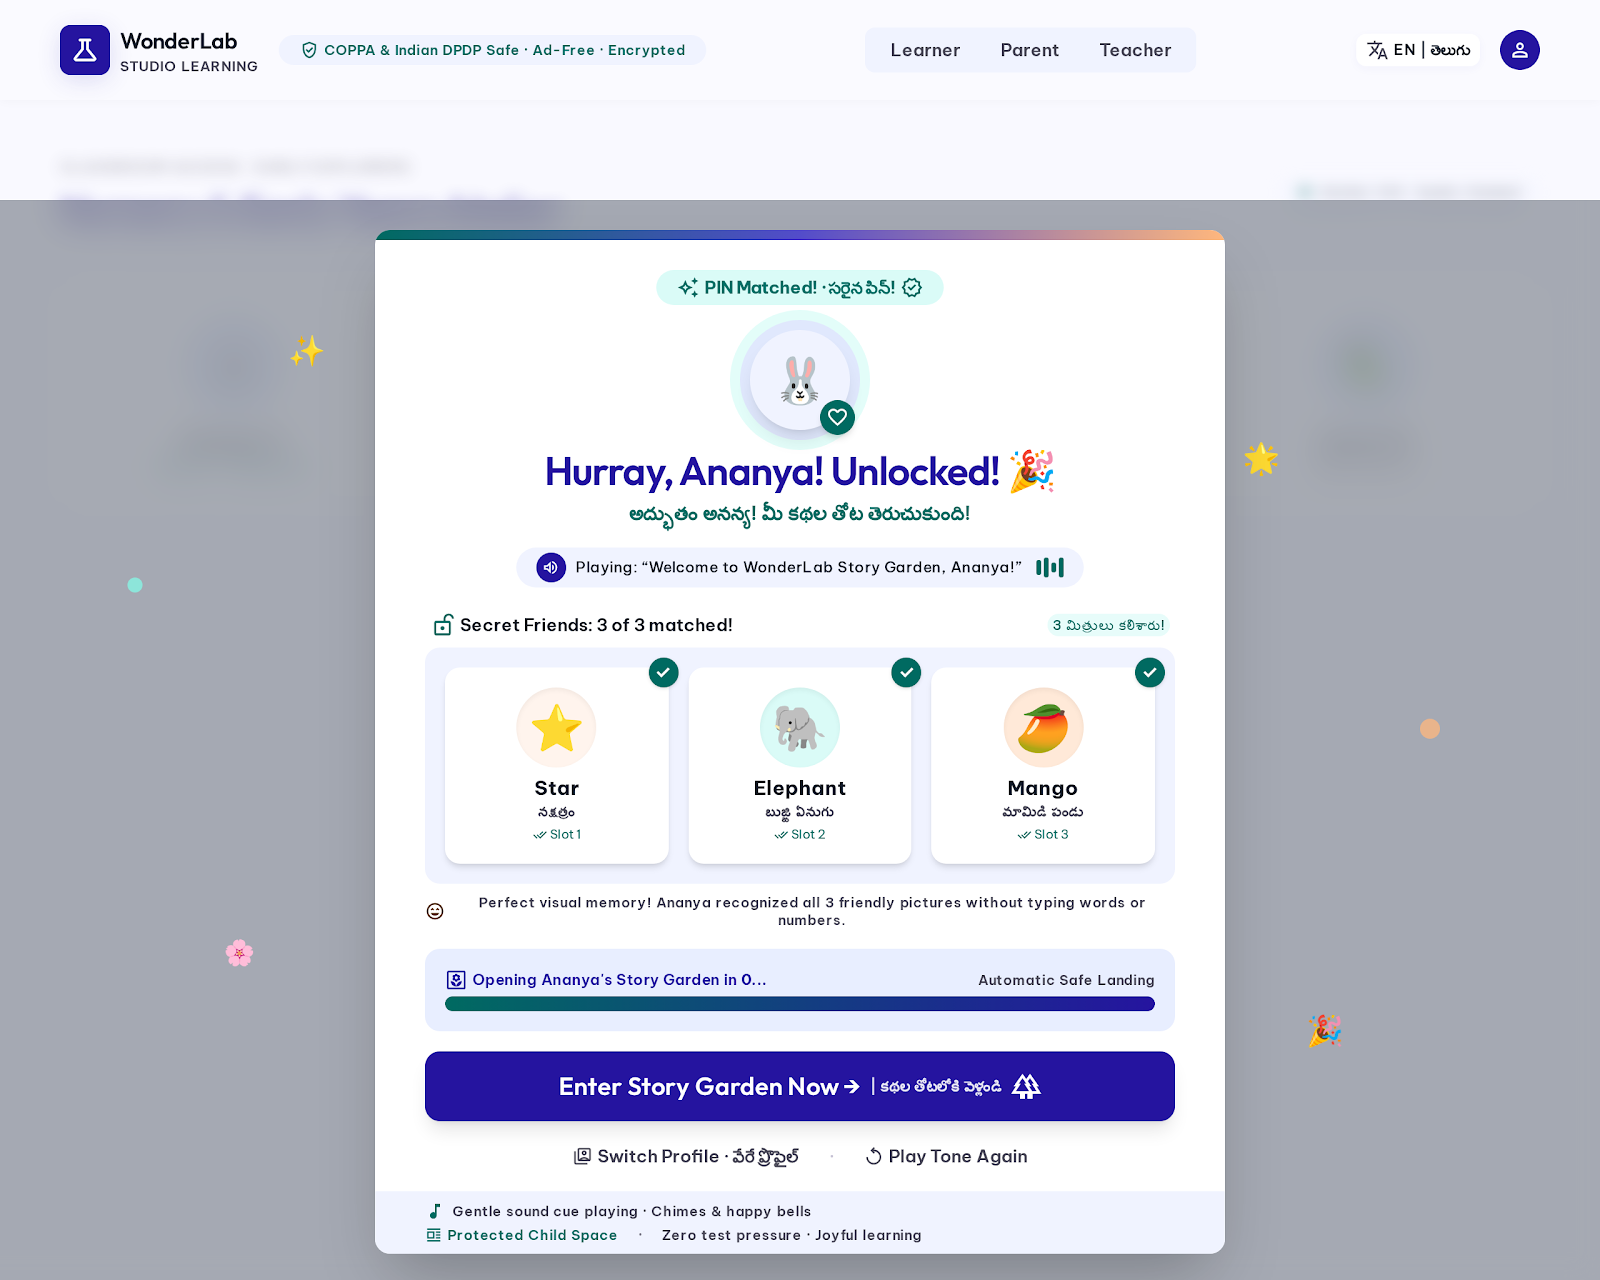 WonderLab
STUDIO LEARNING
COPPA & Indian DPDP Safe · Ad-Free · Encrypted
Learner
Parent
Teacher
EN | తెలుగు
PIN Matched! · సరైన పిన్!
Hurray, Ananya! Unlocked! 🎉
అద్భుతం అనన్య! మీ కథల తోట తెరుచుకుంది!
Playing: “Welcome to WonderLab Story Garden, Ananya!”
Secret Friends: 3 of 3 matched!
3 మిత్రులు కలిశారు!
Star
నక్షత్రం
Slot 1
Elephant
బుజ్జి ఏనుగు
Slot 2
Mango
మామిడి పండు
Slot 3
Perfect visual memory! Ananya recognized all 3 friendly pictures without typing words or
numbers.
Opening Ananya's Story Garden in 0...
Automatic Safe Landing
Enter Story Garden Now → | కథల తోటలోకి వెళ్లండి
Switch Profile · వేరే ప్రొఫైల్
·
Play Tone Again
Gentle sound cue playing · Chimes & happy bells
Protected Child Space · Zero test pressure · Joyful learning